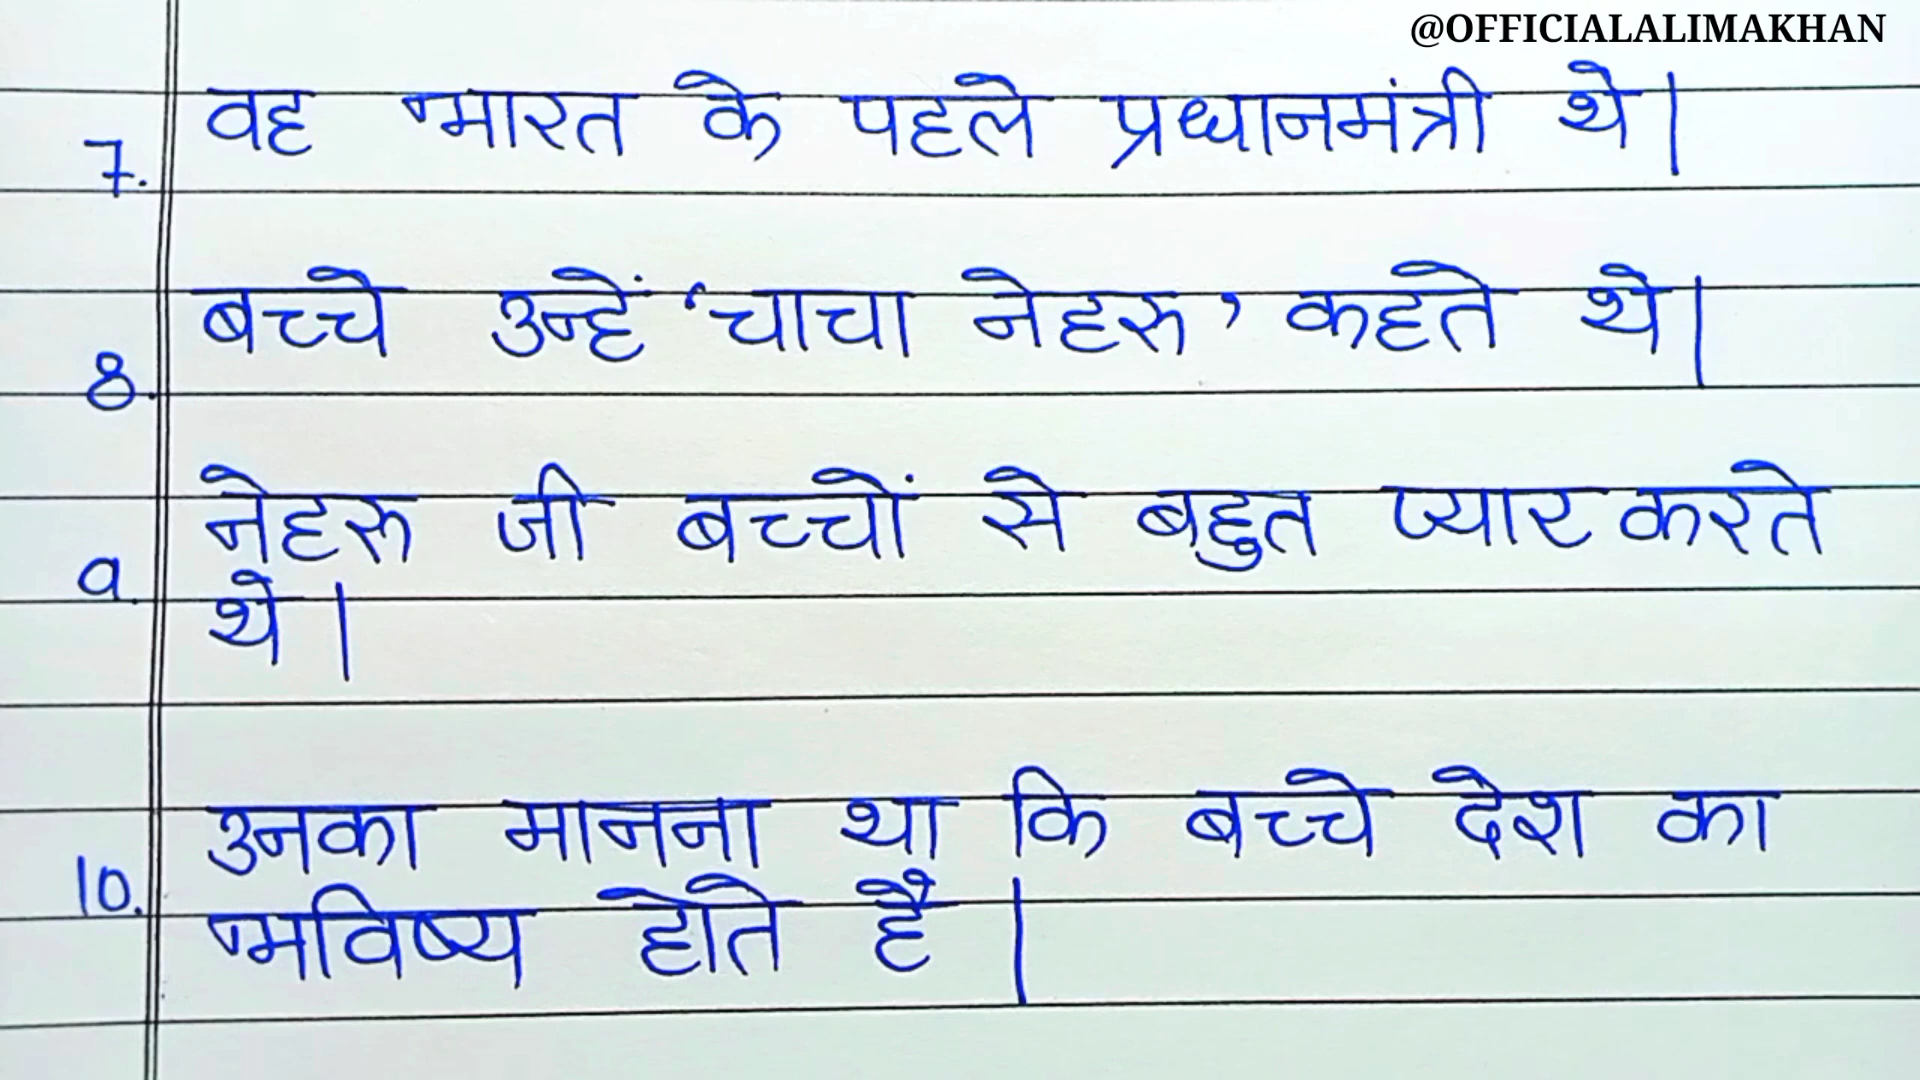 @OFFICIALALIMAKHAN
7. वह भारत के पहले प्रधानमंत्री थे।
8. बच्चे उन्हें ‘चाचा नेहरु’ कहते थे।
9. नेहरु जी बच्चों से बहुत प्यार करते
थे।
10. उनका मानना था कि बच्चे देश का
भविष्य होते है।